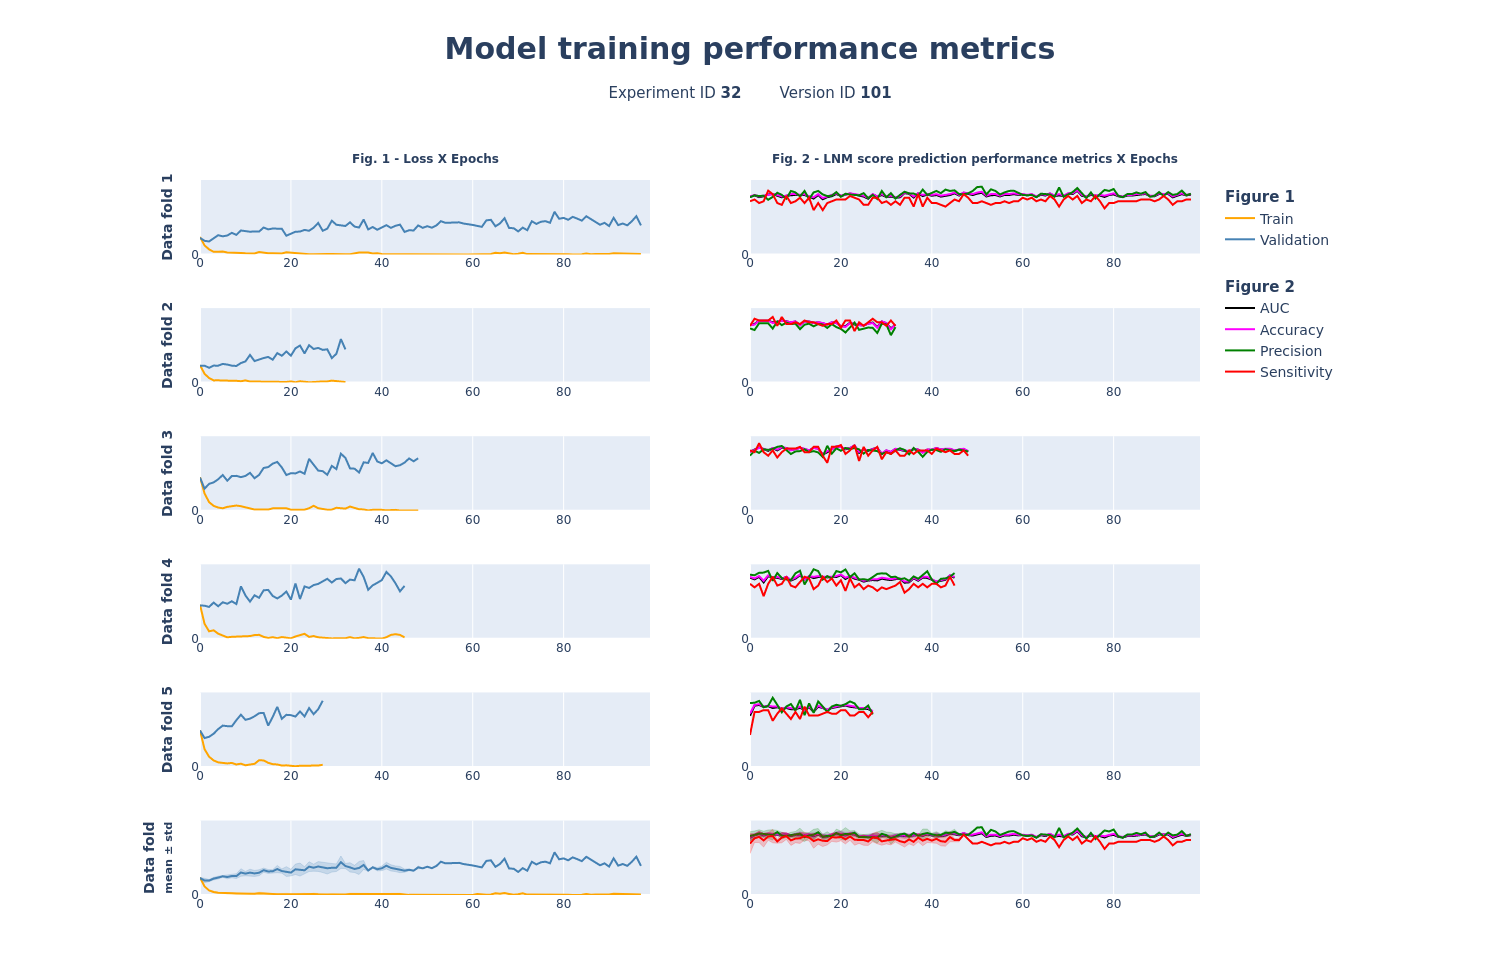 Model training performance metrics
Experiment ID 32 Version ID 101
Fig. 1 - Loss X Epochs
Fig. 2 - LNM score prediction performance metrics X Epochs
Data fold 1
0
0 20 40 60 80
0
0 20 40 60 80
Figure 1
Train
Validation
Figure 2
AUC
Accuracy
Precision
Sensitivity
Data fold 2
0
0 20 40 60 80
0
0 20 40 60 80
Data fold 3
0
0 20 40 60 80
0
0 20 40 60 80
Data fold 4
0
0 20 40 60 80
0
0 20 40 60 80
Data fold 5
0
0 20 40 60 80
0
0 20 40 60 80
Data fold
mean ± std
0
0 20 40 60 80
0
0 20 40 60 80